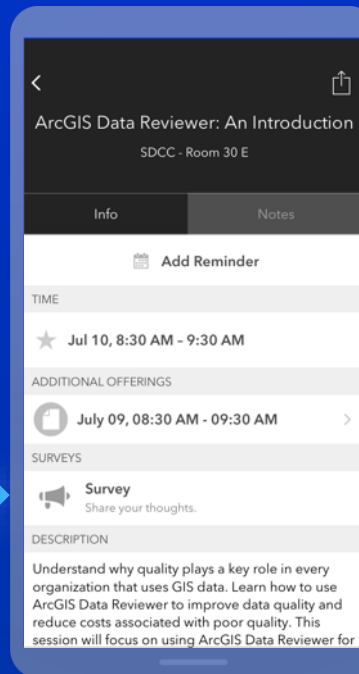 ArcGIS Data Reviewer: An Introduction
SDCC - Room 30 E
Info
Notes
Add Reminder
TIME
Jul 10, 8:30 AM – 9:30 AM
ADDITIONAL OFFERINGS
July 09, 08:30 AM - 09:30 AM
SURVEYS
Survey
Share your thoughts.
DESCRIPTION
Understand why quality plays a key role in every
organization that uses GIS data. Learn how to use
ArcGIS Data Reviewer to improve data quality and
reduce costs associated with poor quality. This
session will focus on using ArcGIS Data Reviewer for